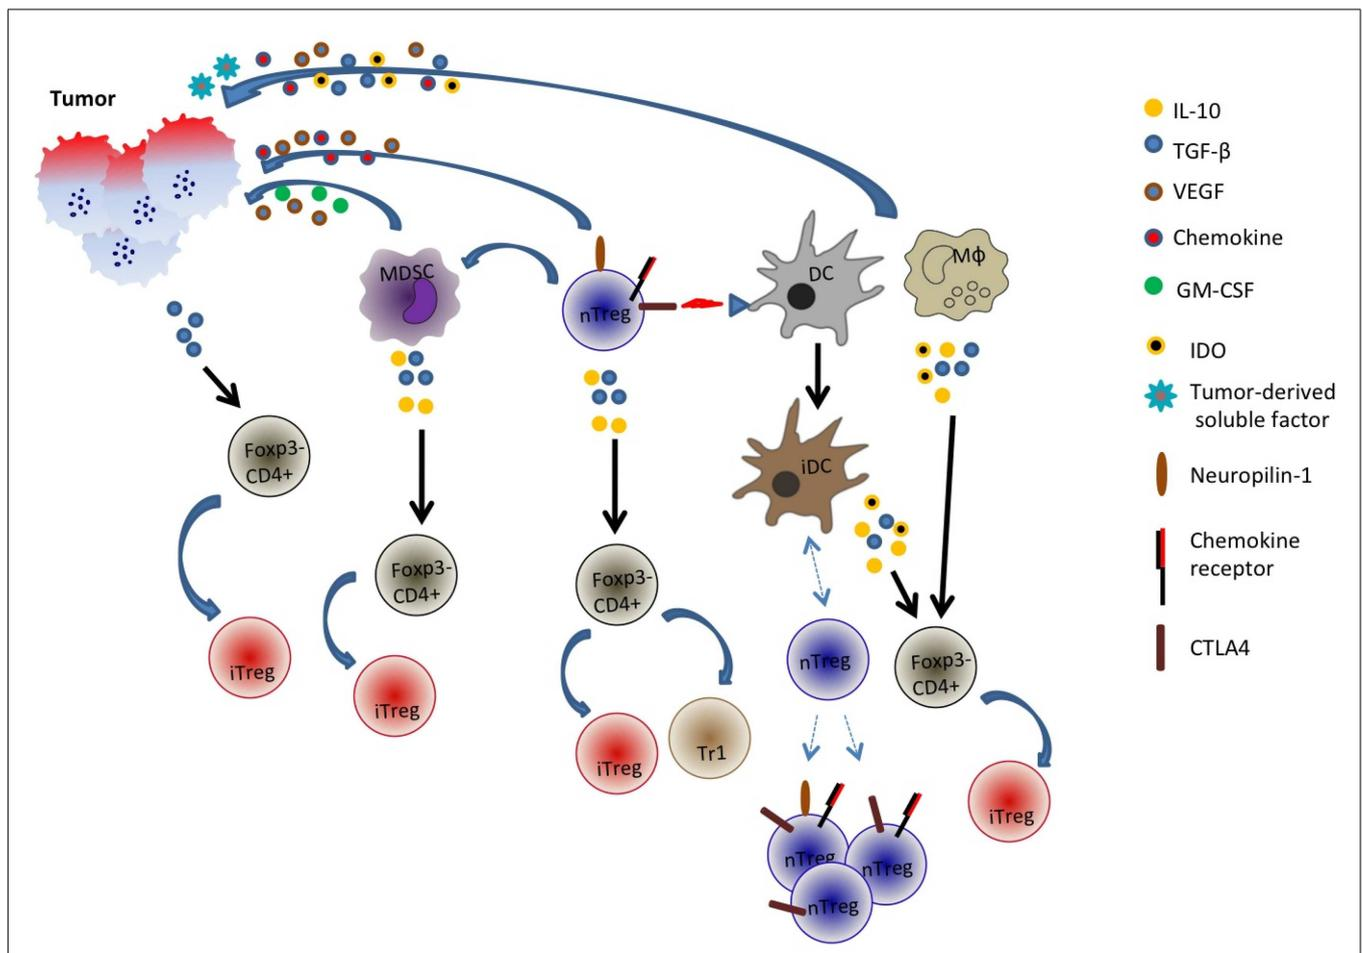 Tumor
MDSC
nTreg
DC
Mϕ
iDC
Foxp3-
CD4+
Foxp3-
CD4+
Foxp3-
CD4+
nTreg
Foxp3-
CD4+
iTreg
iTreg
iTreg
Tr1
iTreg
nTreg
nTreg
nTreg
IL-10
TGF-β
VEGF
Chemokine
GM-CSF
IDO
Tumor-derived
soluble factor
Neuropilin-1
Chemokine
receptor
CTLA4